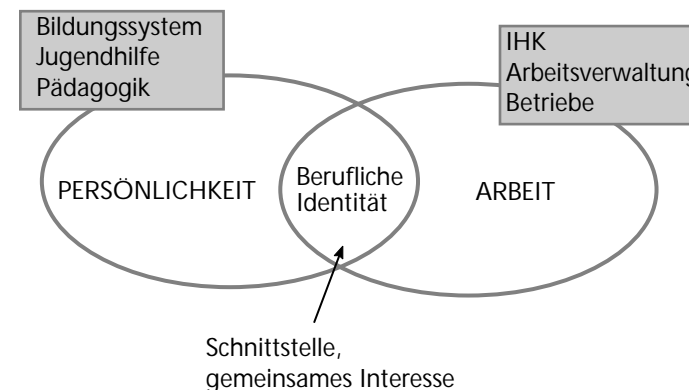 Bildungssystem
Jugendhilfe
Pädagogik
IHK
Arbeitsverwaltung
Betriebe
PERSÖNLICHKEIT
Berufliche
Identität
ARBEIT
Schnittstelle,
gemeinsames Interesse